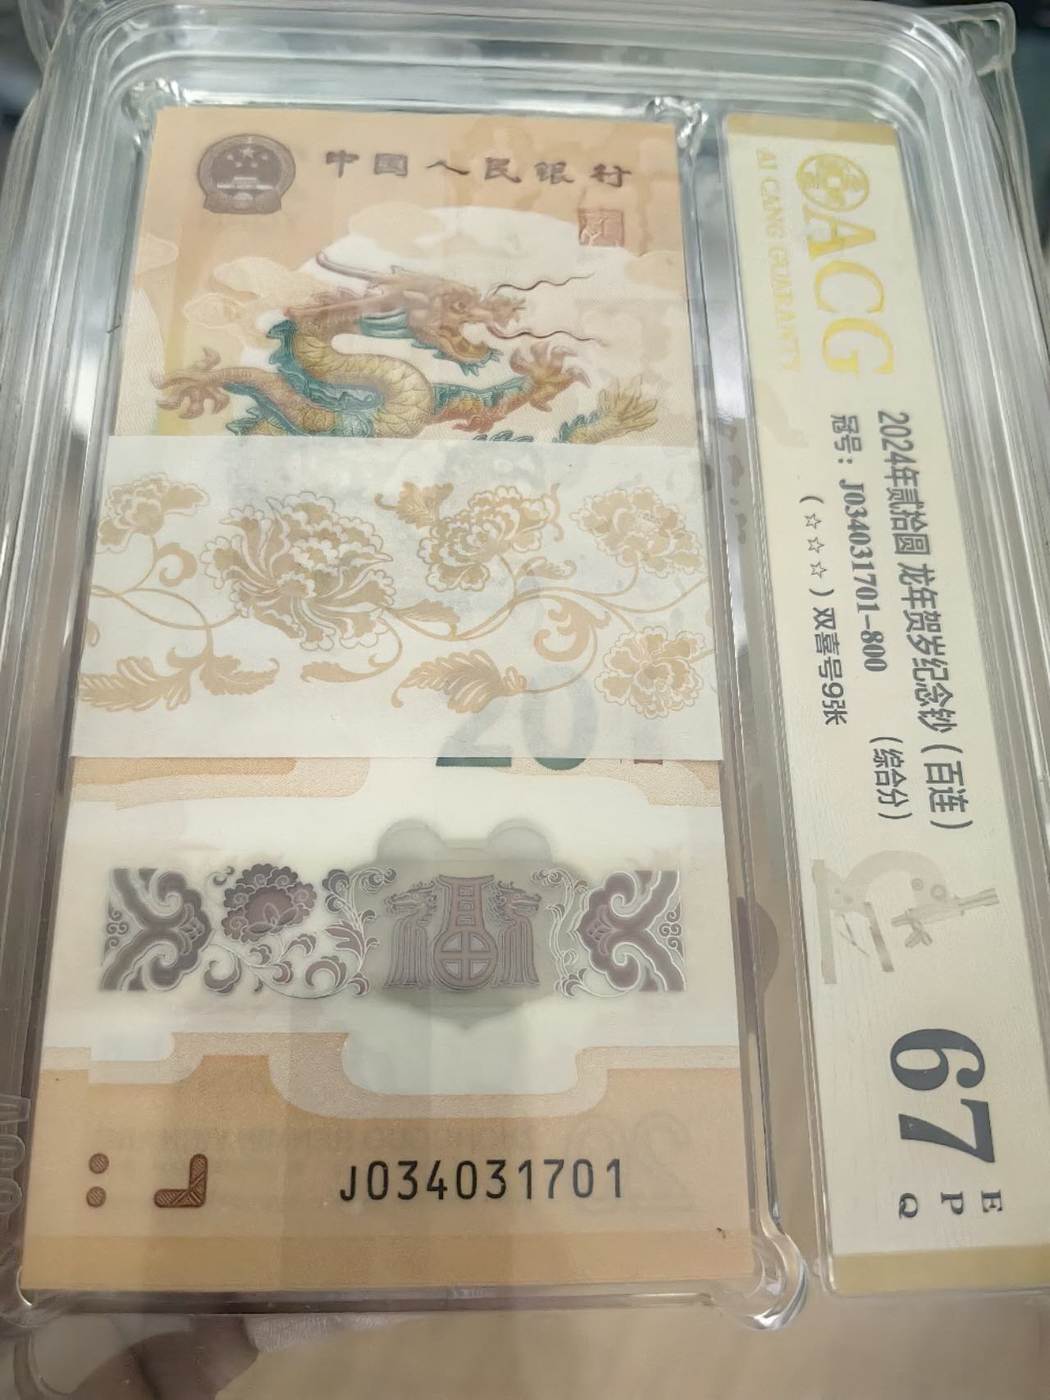 中国人民银行
20
J034031701
ACG
AI CANG GUARANTY
2024年贰拾圆 龙年贺岁纪念钞（百连）
冠号：J034031701-800 （综合分）
（☆☆☆）双喜号9张
67
EPQ